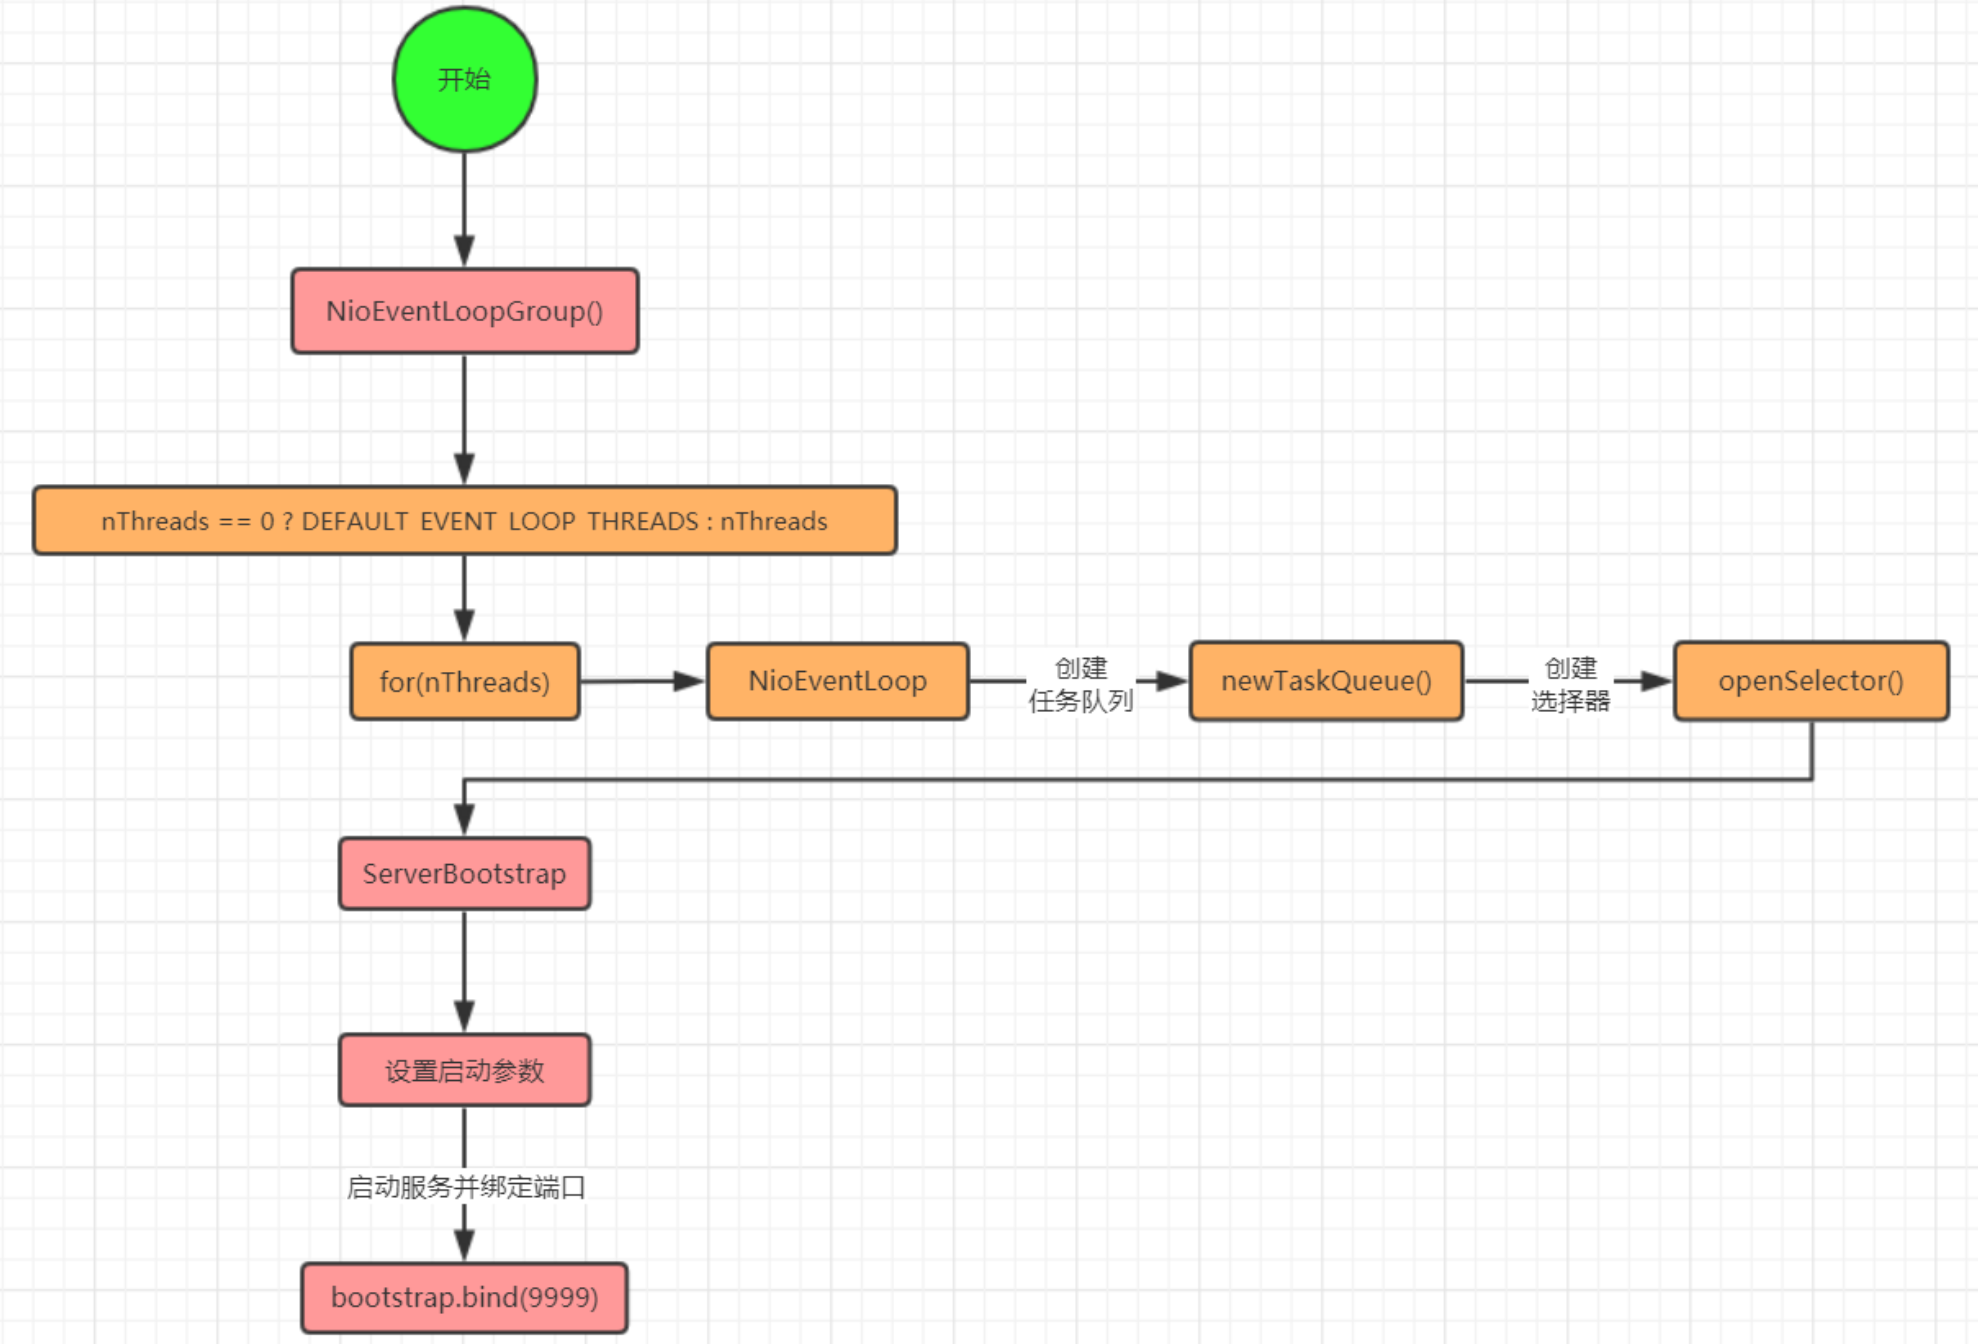 开始
NioEventLoopGroup()
nThreads == 0 ? DEFAULT_EVENT_LOOP_THREADS : nThreads
for(nThreads)
NioEventLoop
创建
任务队列
newTaskQueue()
创建
选择器
openSelector()
ServerBootstrap
设置启动参数
启动服务并绑定端口
bootstrap.bind(9999)